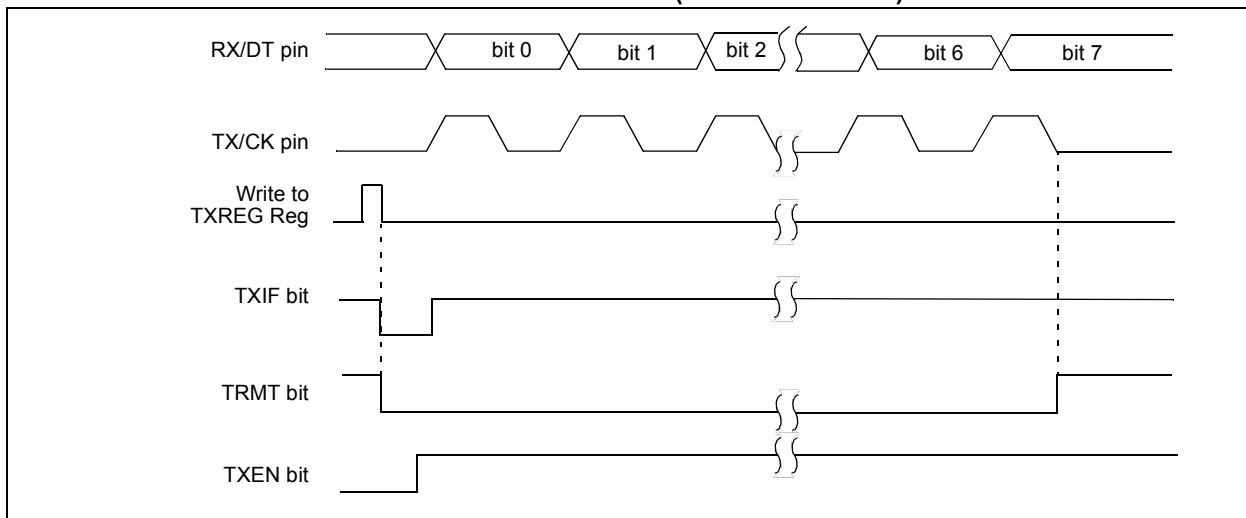 RX/DT pin
bit 0
bit 1
bit 2
bit 6
bit 7
TX/CK pin
Write to
TXREG Reg
TXIF bit
TRMT bit
TXEN bit